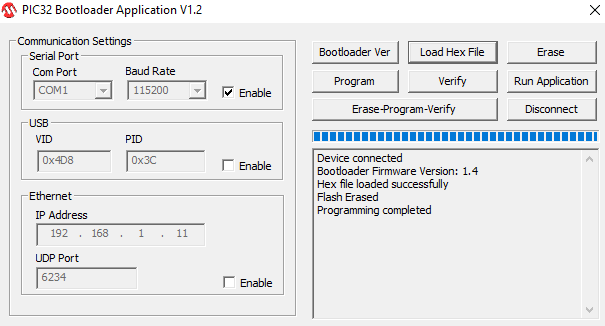 PIC32 Bootloader Application V1.2
Communication Settings
Serial Port
Com Port Baud Rate
COM1 115200 Enable
USB
VID PID
0x4D8 0x3C Enable
Ethernet
IP Address
192 . 168 . 1 . 11
UDP Port
6234 Enable
Bootloader Ver Load Hex File Erase
Program Verify Run Application
Erase-Program-Verify Disconnect
Device connected
Bootloader Firmware Version: 1.4
Hex file loaded successfully
Flash Erased
Programming completed